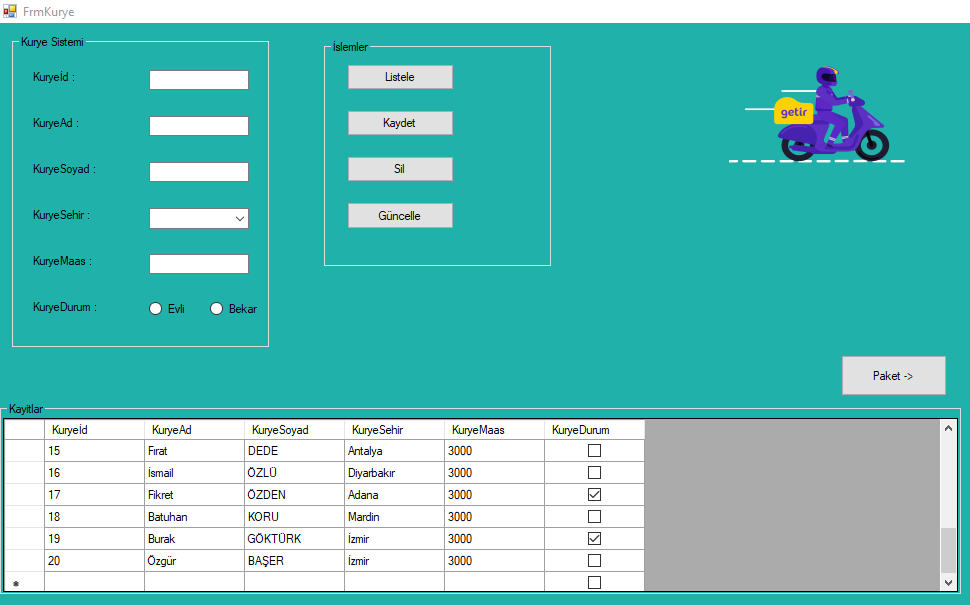 FrmKurye
Kurye Sistemi
KuryeId :
KuryeAd :
KuryeSoyad :
KuryeSehir :
KuryeMaas :
KuryeDurum :
Evli
Bekar
İslemler
Listele
Kaydet
Sil
Güncelle
getir
Paket ->
Kayitlar
KuryeId KuryeAd KuryeSoyad KuryeSehir KuryeMaas KuryeDurum
15 Fırat DEDE Antalya 3000
16 İsmail ÖZLÜ Diyarbakır 3000
17 Fikret ÖZDEN Adana 3000
18 Batuhan KORU Mardin 3000
19 Burak GÖKTÜRK İzmir 3000
20 Özgür BAŞER İzmir 3000